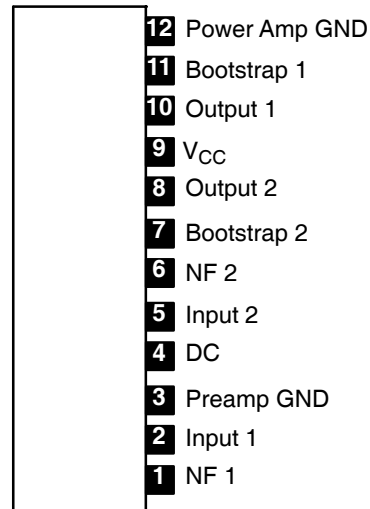 12 Power Amp GND
11 Bootstrap 1
10 Output 1
9 VCC
8 Output 2
7 Bootstrap 2
6 NF 2
5 Input 2
4 DC
3 Preamp GND
2 Input 1
1 NF 1